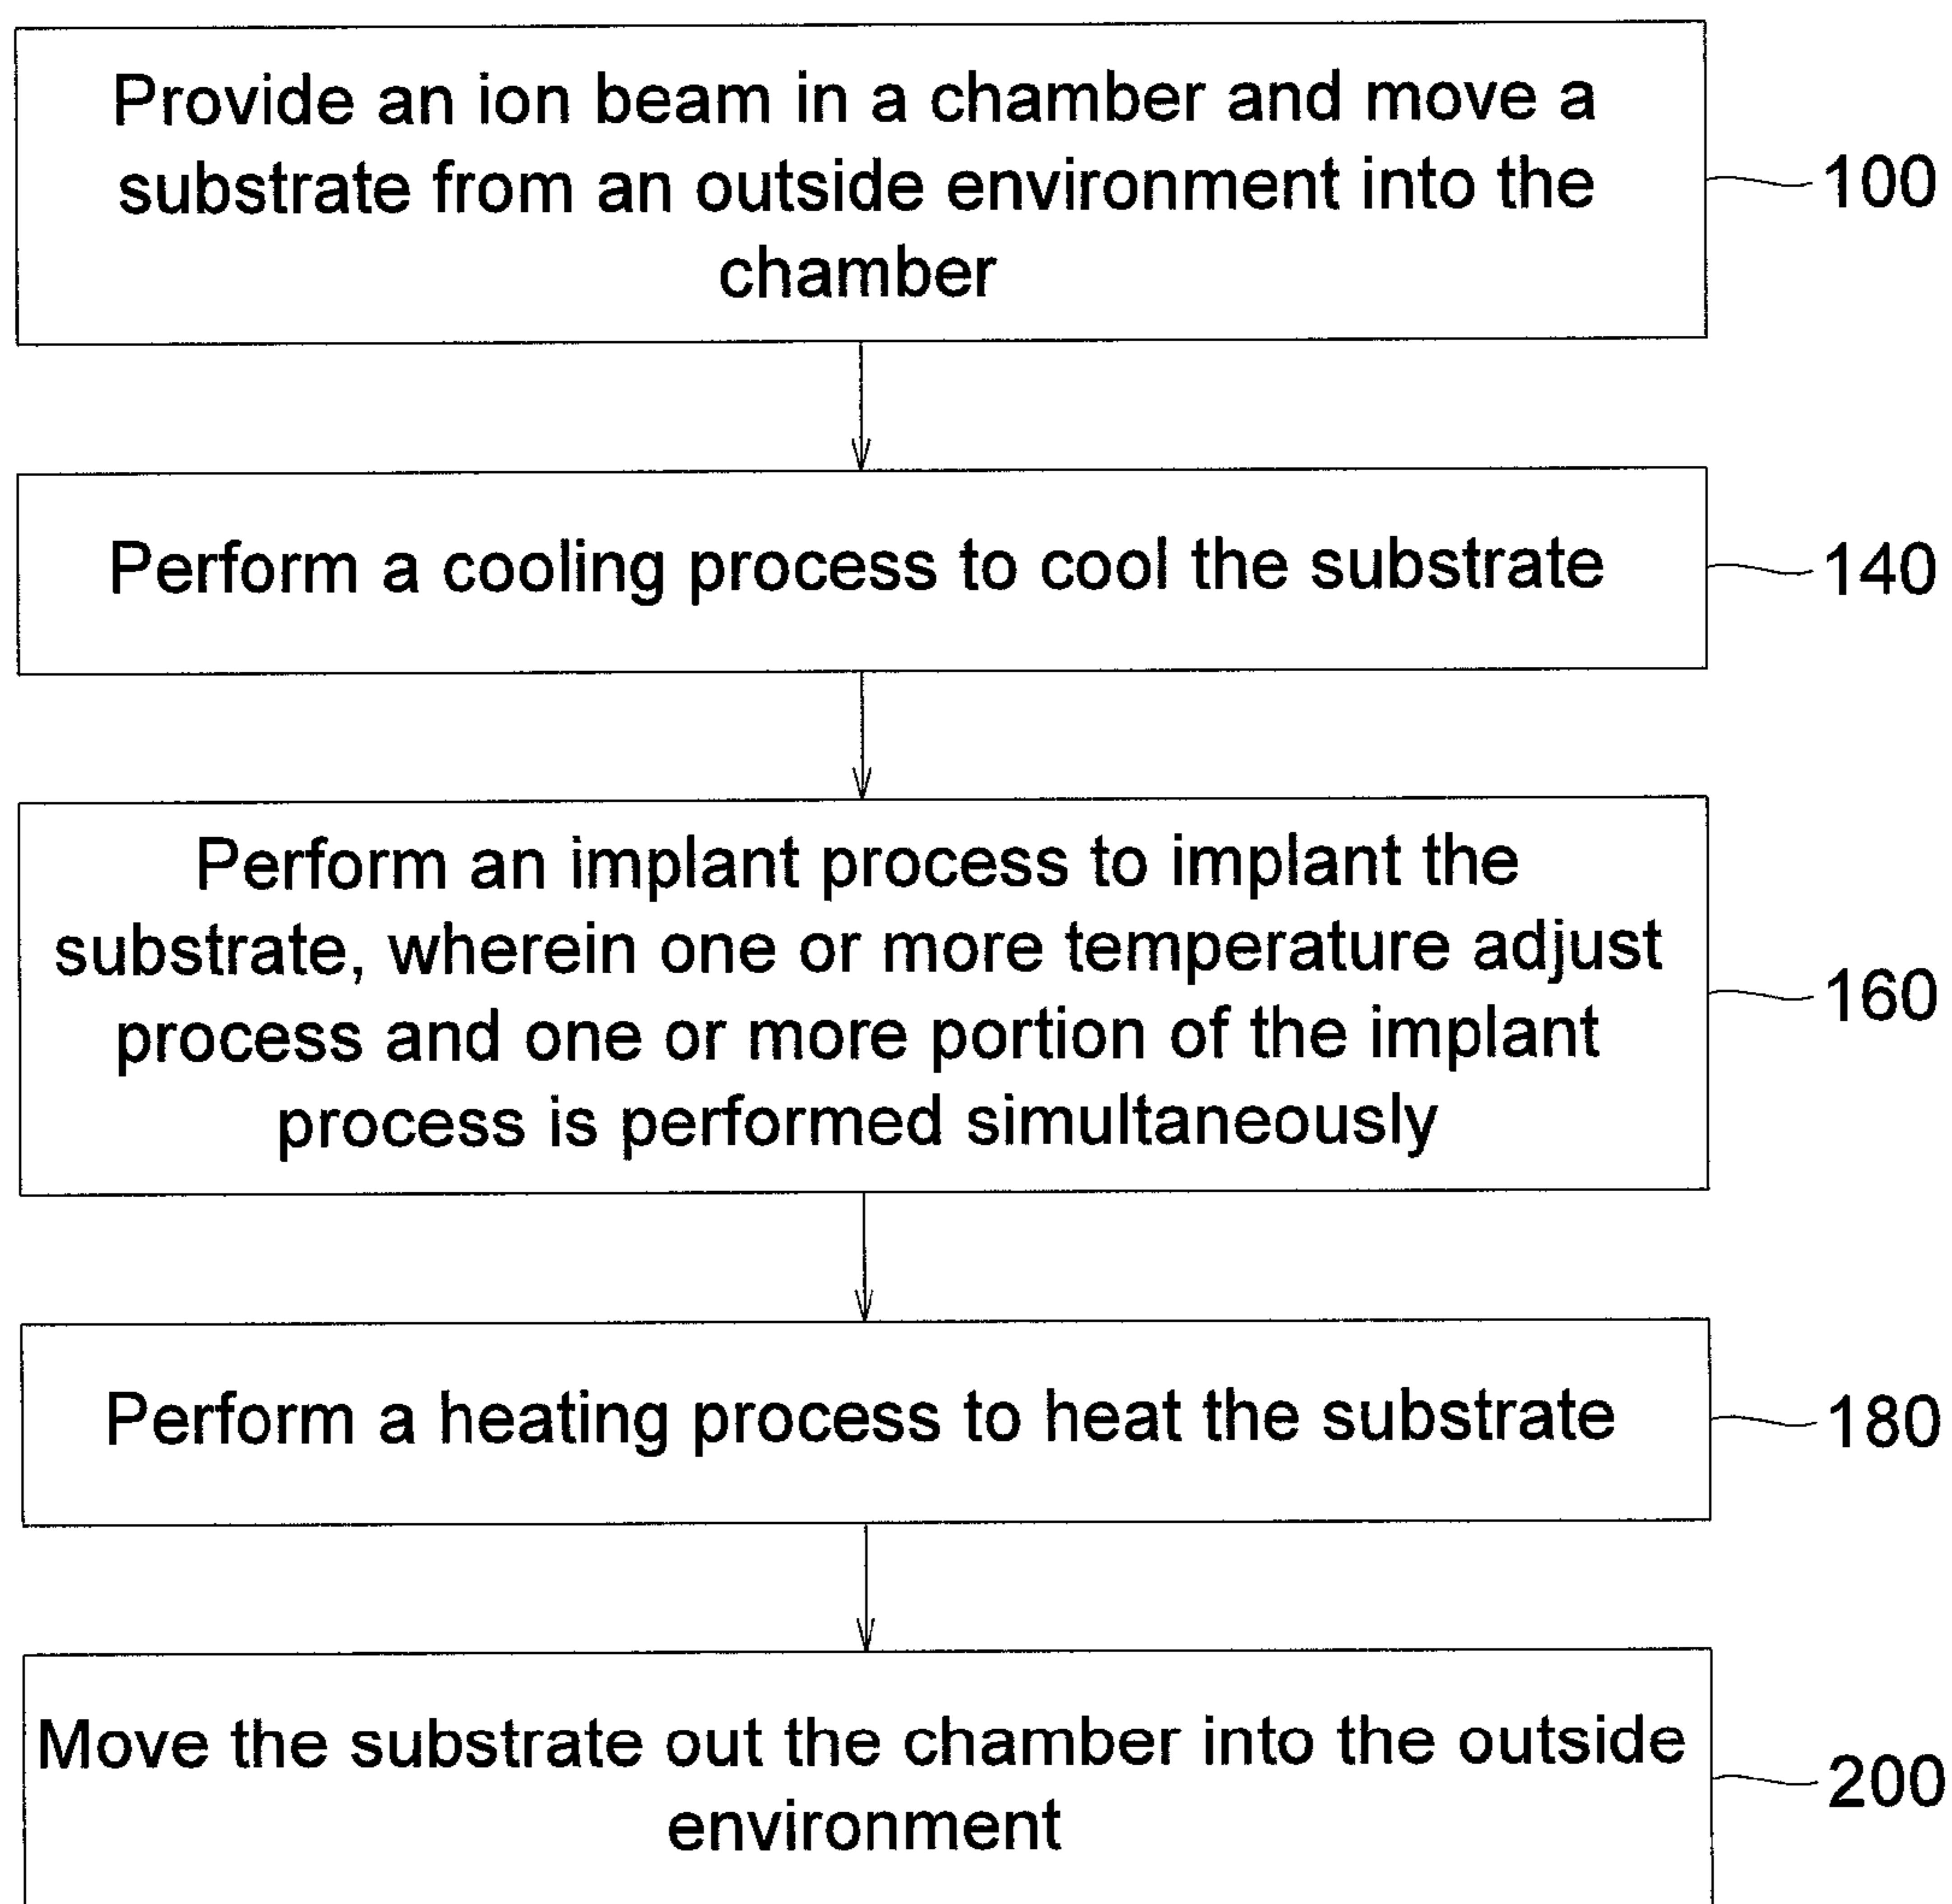 Provide an ion beam in a chamber and move a
substrate from an outside environment into the
chamber
100
Perform a cooling process to cool the substrate
140
Perform an implant process to implant the
substrate, wherein one or more temperature adjust
process and one or more portion of the implant
process is performed simultaneously
160
Perform a heating process to heat the substrate
180
Move the substrate out the chamber into the outside
environment
200